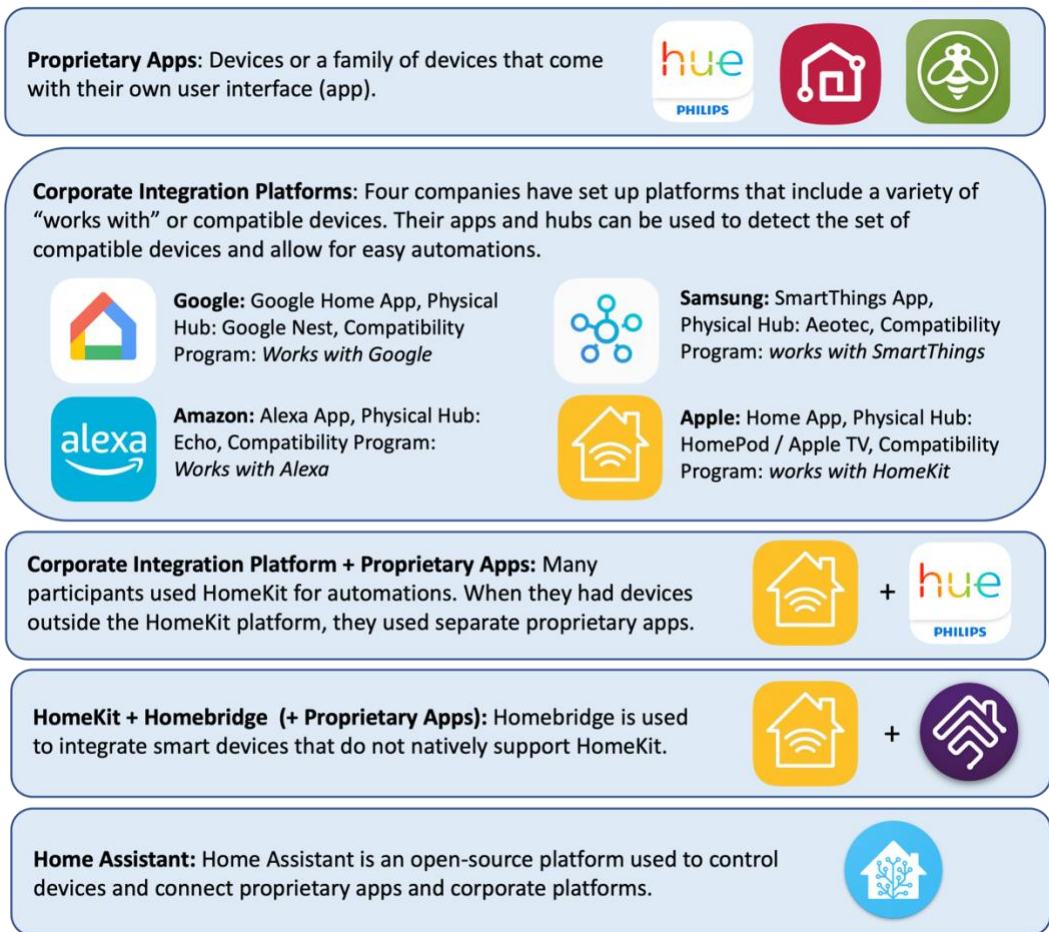 Proprietary Apps: Devices or a family of devices that come
with their own user interface (app).
hue
PHILIPS
Corporate Integration Platforms: Four companies have set up platforms that include a variety of
“works with” or compatible devices. Their apps and hubs can be used to detect the set of
compatible devices and allow for easy automations.
Google: Google Home App, Physical
Hub: Google Nest, Compatibility
Program: Works with Google
Samsung: SmartThings App,
Physical Hub: Aeotec, Compatibility
Program: works with SmartThings
alexa
Amazon: Alexa App, Physical Hub:
Echo, Compatibility Program:
Works with Alexa
Apple: Home App, Physical Hub:
HomePod / Apple TV, Compatibility
Program: works with HomeKit
Corporate Integration Platform + Proprietary Apps: Many
participants used HomeKit for automations. When they had devices
outside the HomeKit platform, they used separate proprietary apps.
+
hue
PHILIPS
HomeKit + Homebridge (+ Proprietary Apps): Homebridge is used
to integrate smart devices that do not natively support HomeKit.
+
Home Assistant: Home Assistant is an open-source platform used to control
devices and connect proprietary apps and corporate platforms.